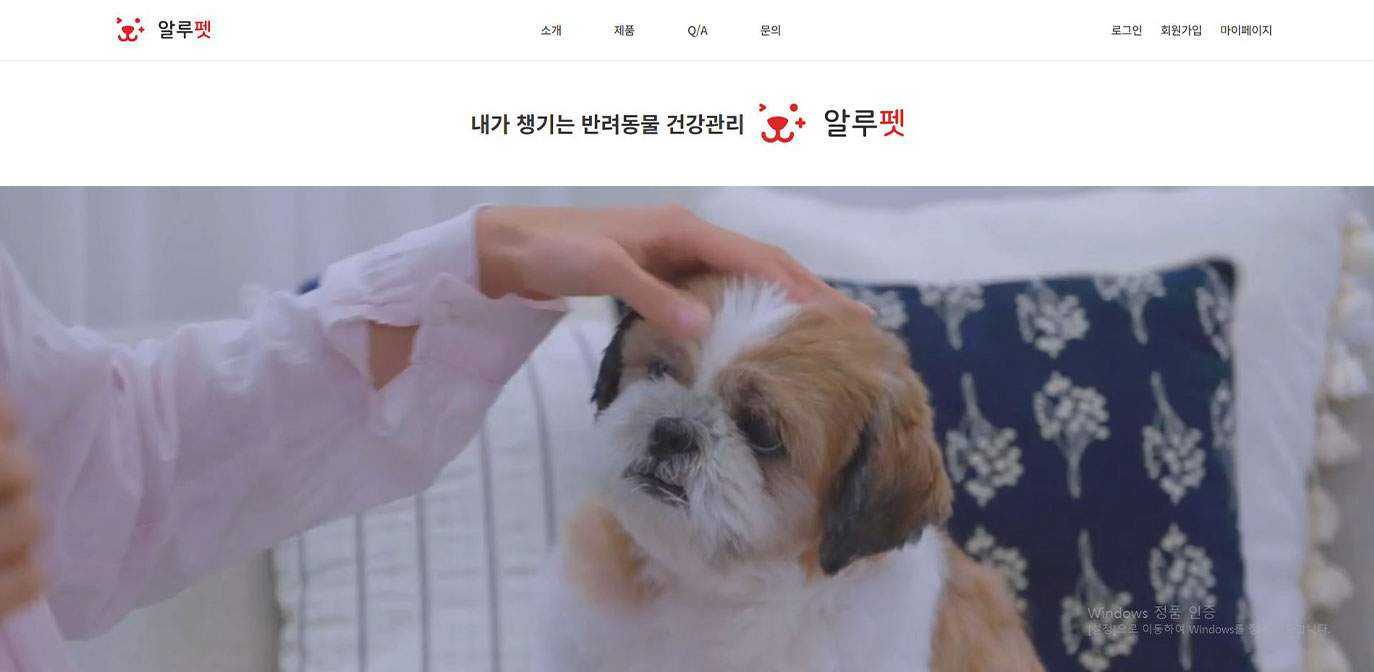 알루펫
소개 제품 Q/A 문의
로그인 회원가입 마이페이지
내가 챙기는 반려동물 건강관리 알루펫
Windows 정품 인증
[설정]으로 이동하여 Windows를